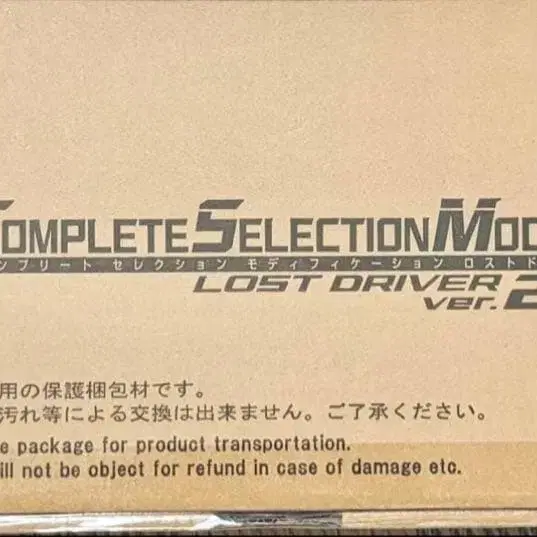 COMPLETE SELECTION MOD
ンプリート セレクション モディフィケーション ロストド
LOST DRIVER
ver. 2
用の保護梱包材です。
汚れ等による交換は出来ません。ご了承ください。
e package for product transportation.
ill not be object for refund in case of damage etc.